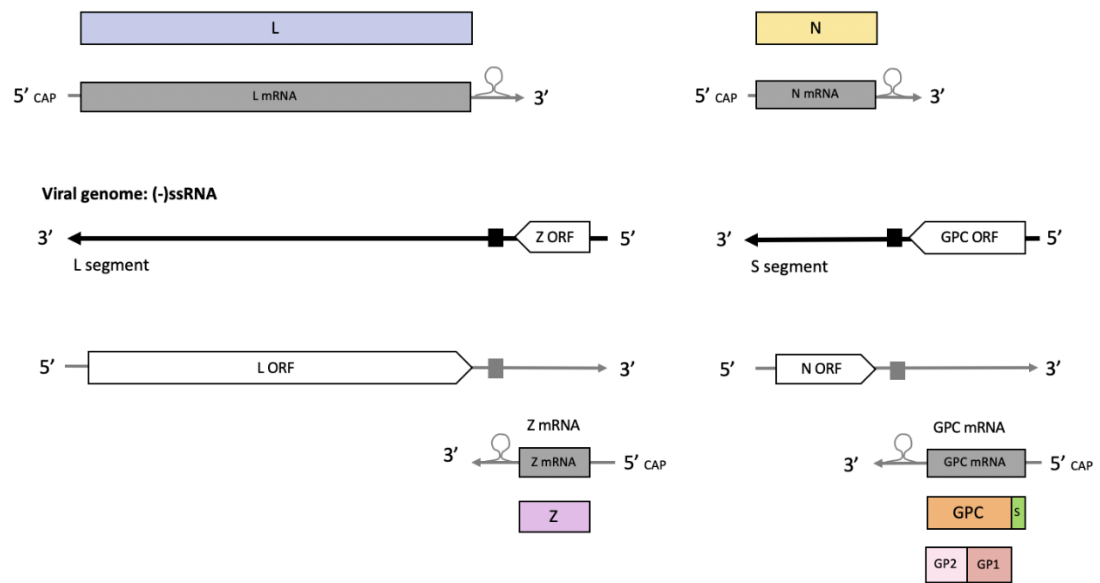 L
N
5’ CAP
L mRNA
3’
5’ CAP
N mRNA
3’
Viral genome: (-)ssRNA
3’
Z ORF
5’
L segment
3’
GPC ORF
5’
S segment
5’
L ORF
3’
5’
N ORF
3’
Z mRNA
3’
Z mRNA
5’ CAP
Z
GPC mRNA
3’
GPC mRNA
5’ CAP
GPC
S
GP2
GP1